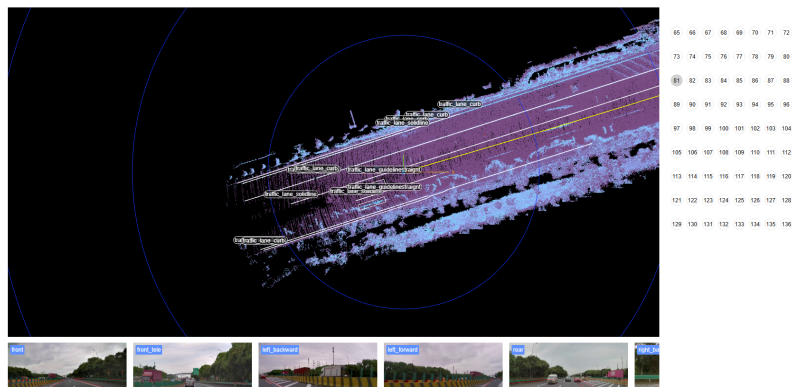 traffic_lane_curb
traffic_lane_curb
traffic_lane_solidline
traffic_lane_curb
traffic_lane_guidelinestraignt
traffic_lane_guidelinestraignt
traffic_lane_solidline
traffic_lane_curb
front
front_tele
left_backward
left_forward
rear
65 66 67 68 69 70 71 72
73 74 75 76 77 78 79 80
81 82 83 84 85 86 87 88
89 90 91 92 93 94 95 96
97 98 99 100 101 102 103 104
105 106 107 108 109 110 111 112
113 114 115 116 117 118 119 120
121 122 123 124 125 126 127 128
129 130 131 132 133 134 135 136